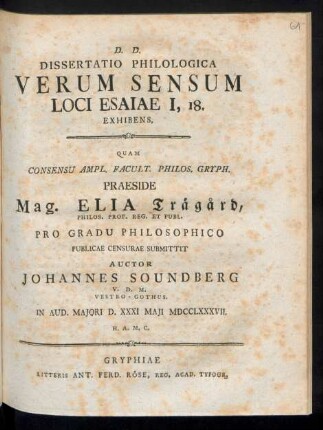 61
D. D.
DISSERTATIO PHILOLOGICA
VERUM SENSUM
LOCI ESAIAE I, 18.
EXHIBENS,
QUAM
CONSENSU AMPL. FACULT. PHILOS. GRYPH.
PRAESIDE
Mag. ELIA Trägård,
PHILOS. PROF. REG. ET PUBL.
PRO GRADU PHILOSOPHICO
PUBLICAE CENSURAE SUBMITTIT
AUCTOR
JOHANNES SOUNDBERG
V. D. M.
VESTRO-GOTHUS.
IN AUD. MAJORI D. XXXI MAJI MDCCLXXXVII.
H. A. M. C.
GRYPHIAE
LITTERIS ANT. FERD. RÖSE, REG. ACAD. TYPOGR.